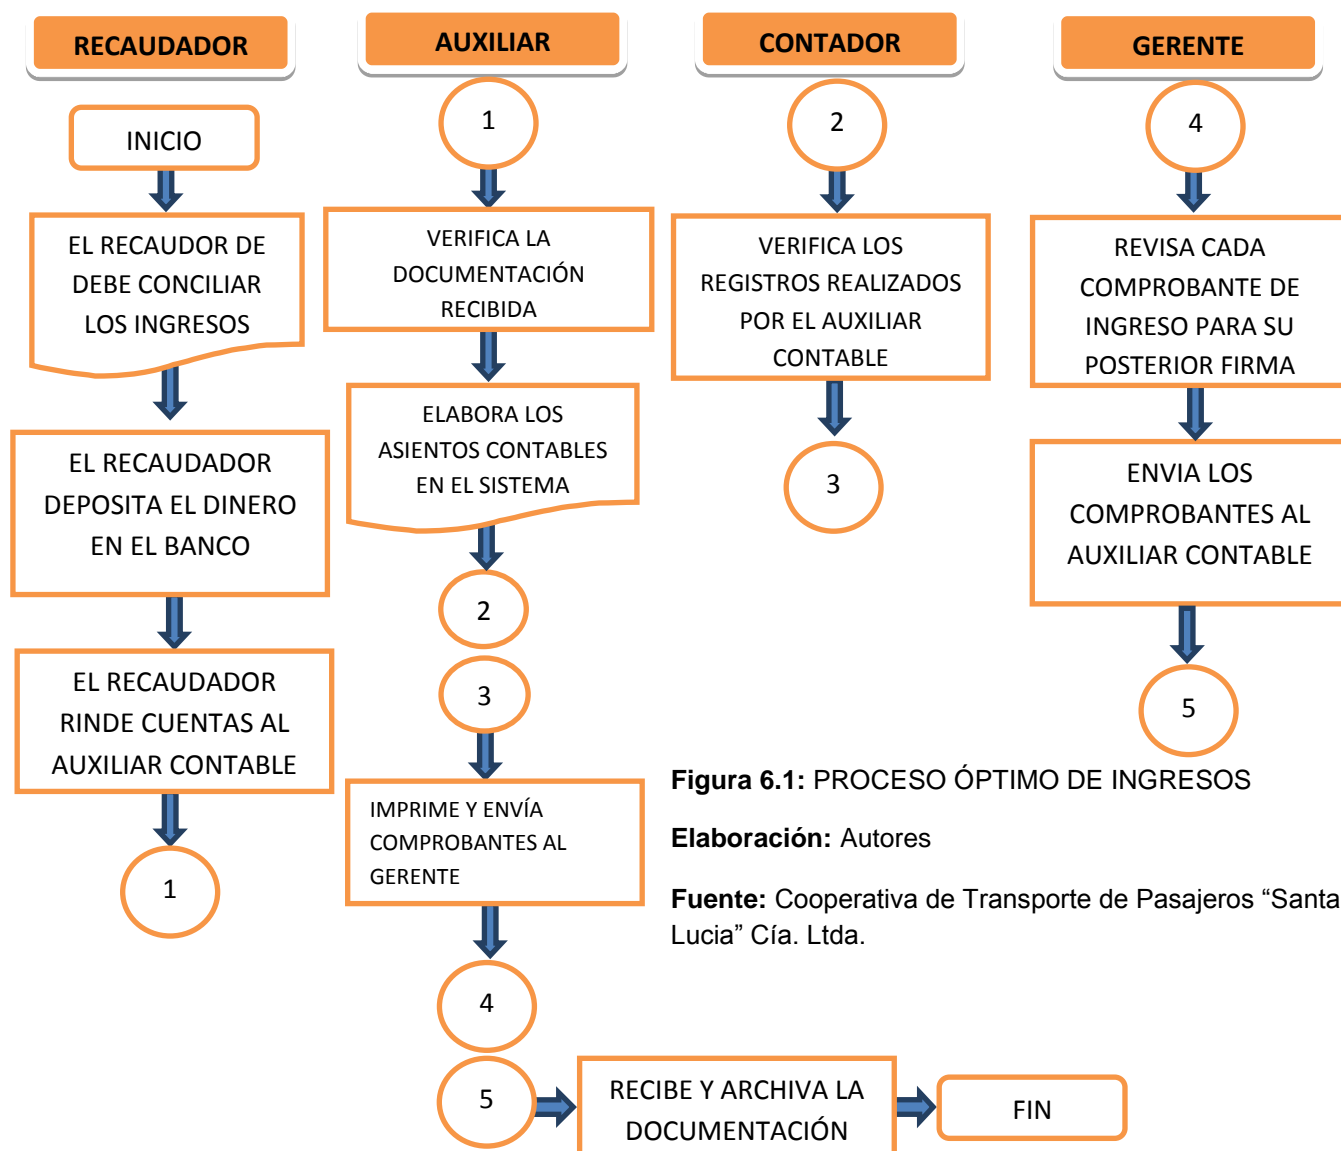 RECAUDADOR
INICIO
EL RECAUDOR DE
DEBE CONCILIAR
LOS INGRESOS
EL RECAUDADOR
DEPOSITA EL DINERO
EN EL BANCO
EL RECAUDADOR
RINDE CUENTAS AL
AUXILIAR CONTABLE
1
AUXILIAR
1
VERIFICA LA
DOCUMENTACIÓN
RECIBIDA
ELABORA LOS
ASIENTOS CONTABLES
EN EL SISTEMA
2
3
IMPRIME Y ENVÍA
COMPROBANTES AL
GERENTE
4
5
RECIBE Y ARCHIVA LA
DOCUMENTACIÓN
FIN
CONTADOR
2
VERIFICA LOS
REGISTROS REALIZADOS
POR EL AUXILIAR
CONTABLE
3
GERENTE
4
REVISA CADA
COMPROBANTE DE
INGRESO PARA SU
POSTERIOR FIRMA
ENVIA LOS
COMPROBANTES AL
AUXILIAR CONTABLE
5
Figura 6.1: PROCESO ÓPTIMO DE INGRESOS
Elaboración: Autores
Fuente: Cooperativa de Transporte de Pasajeros “Santa
Lucia” Cía. Ltda.